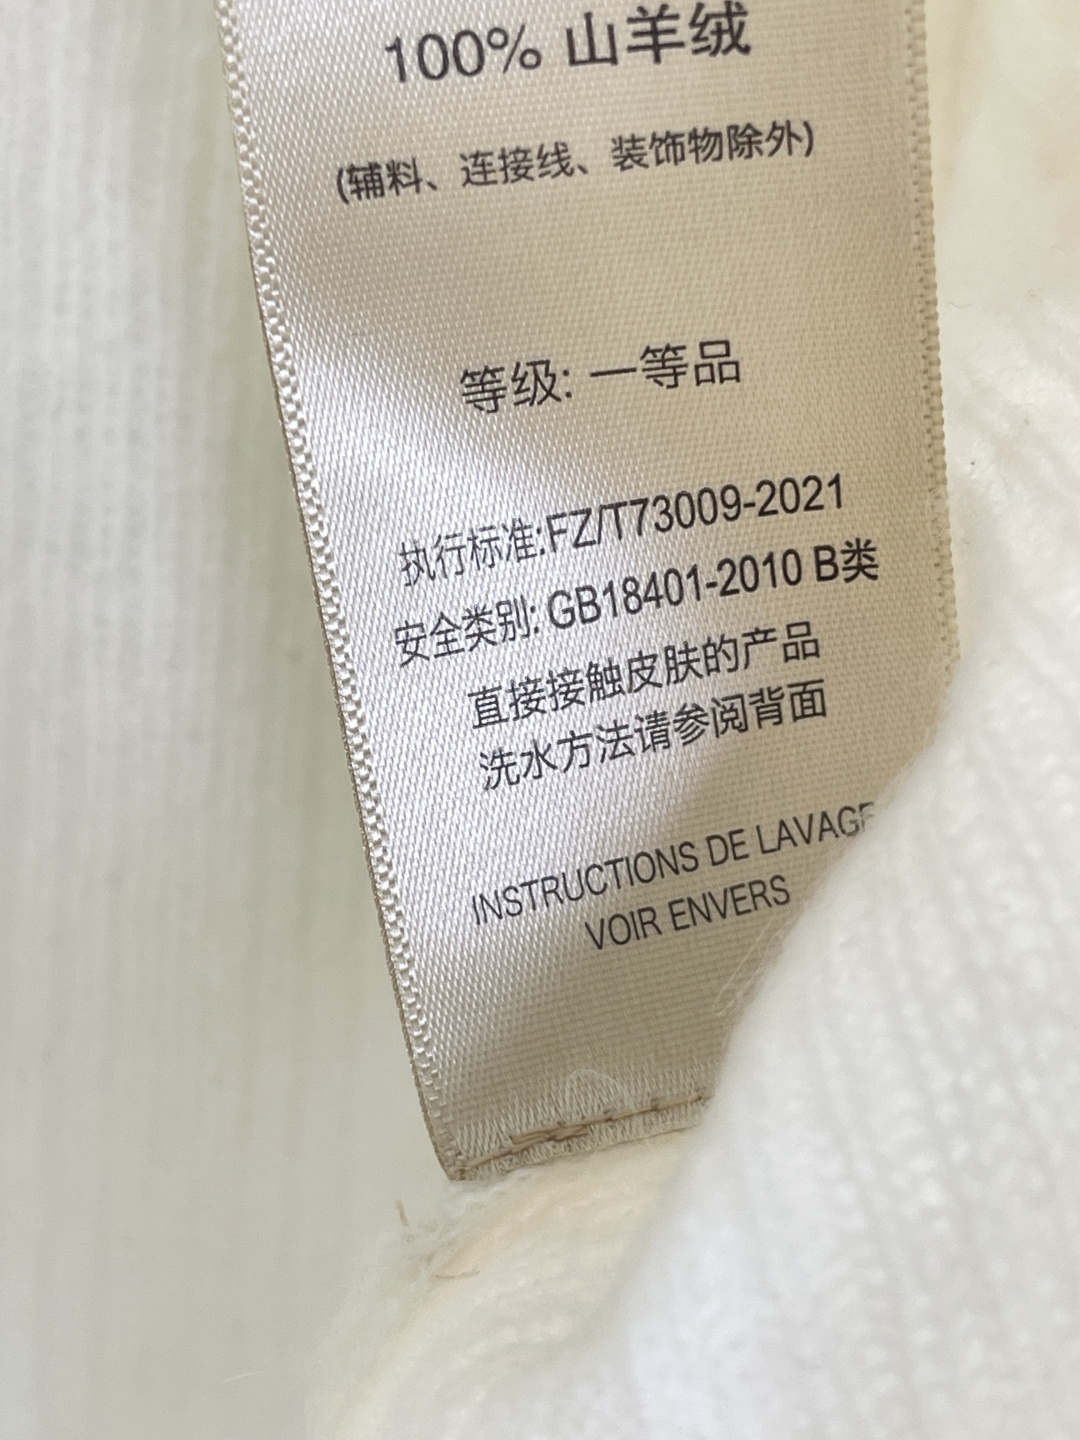 100% 山羊绒
(辅料、连接线、装饰物除外)
等级: 一等品
执行标准:FZ/T73009-2021
安全类别: GB18401-2010 B类
直接接触皮肤的产品
洗水方法请参阅背面
INSTRUCTIONS DE LAVAGE
VOIR ENVERS